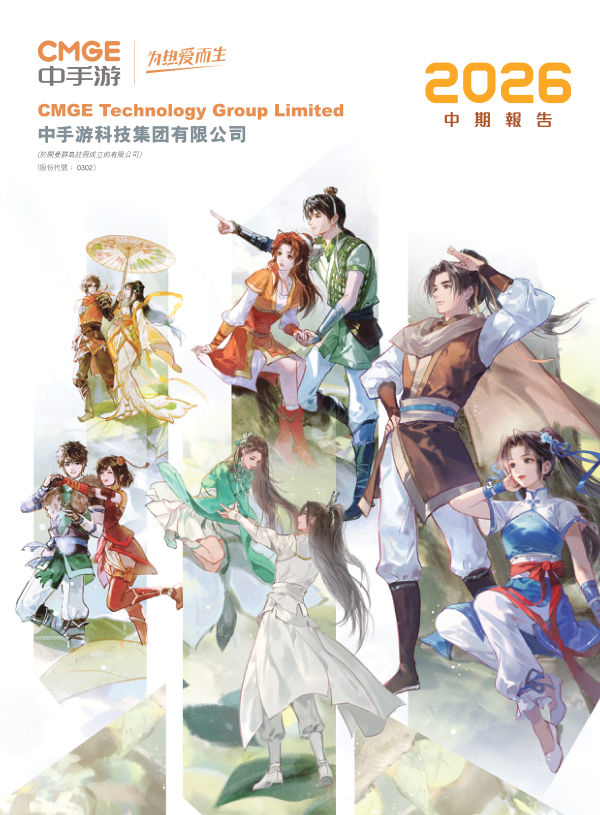 CMGE
中手游
为热爱而生
CMGE Technology Group Limited
中手游科技集团有限公司
(於開曼群島註冊成立的有限公司)
(股份代號：0302)
2026
中期報告